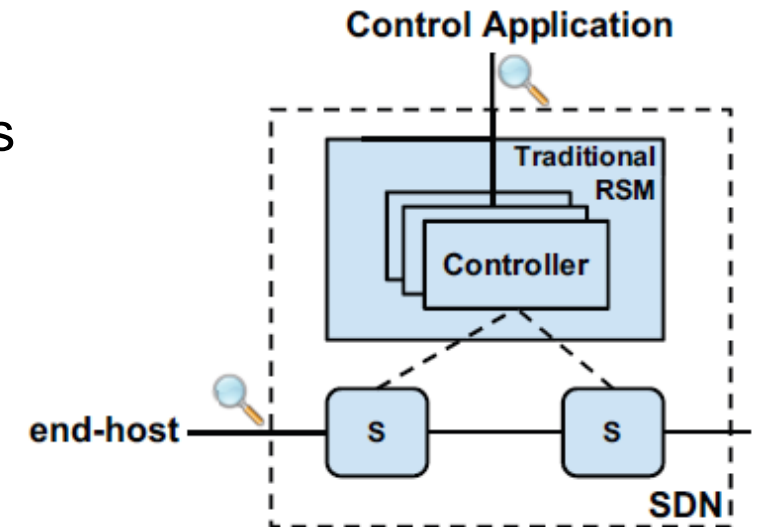 Control Application
s
Traditional
RSM
Controller
end-host
S
S
SDN